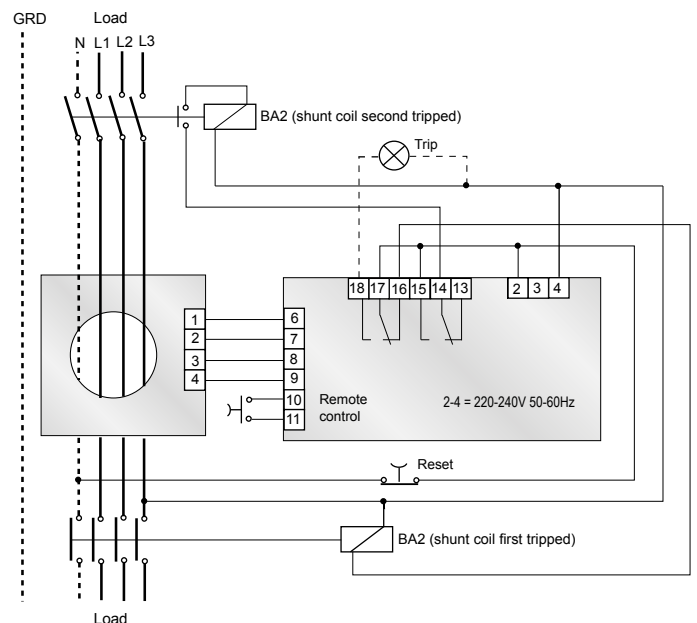 GRD
Load
N L1 L2 L3
BA2 (shunt coil second tripped)
Trip
18 17 16 15 14 13
2 3 4
1
2
3
4
6
7
8
9
10
11
Remote
control
2-4 = 220-240V 50-60Hz
Reset
BA2 (shunt coil first tripped)
Load